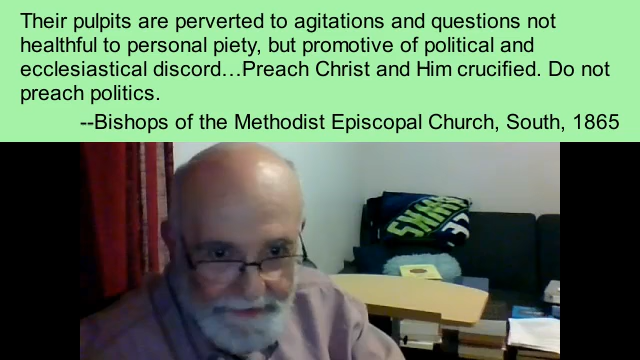 Their pulpits are perverted to agitations and questions not
healthful to personal piety, but promotive of political and
ecclesiastical discord…Preach Christ and Him crucified. Do not
preach politics.
--Bishops of the Methodist Episcopal Church, South, 1865